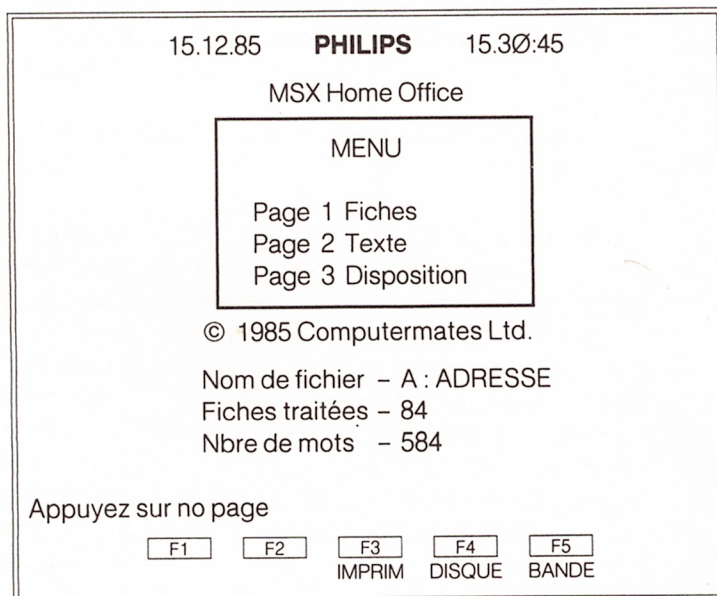 15.12.85 PHILIPS 15.3Ø:45
MSX Home Office
MENU
Page 1 Fiches
Page 2 Texte
Page 3 Disposition
© 1985 Computermates Ltd.
Nom de fichier – A : ADRESSE
Fiches traitées – 84
Nbre de mots – 584
Appuyez sur no page
F1 F2 F3 F4 F5
IMPRIM DISQUE BANDE